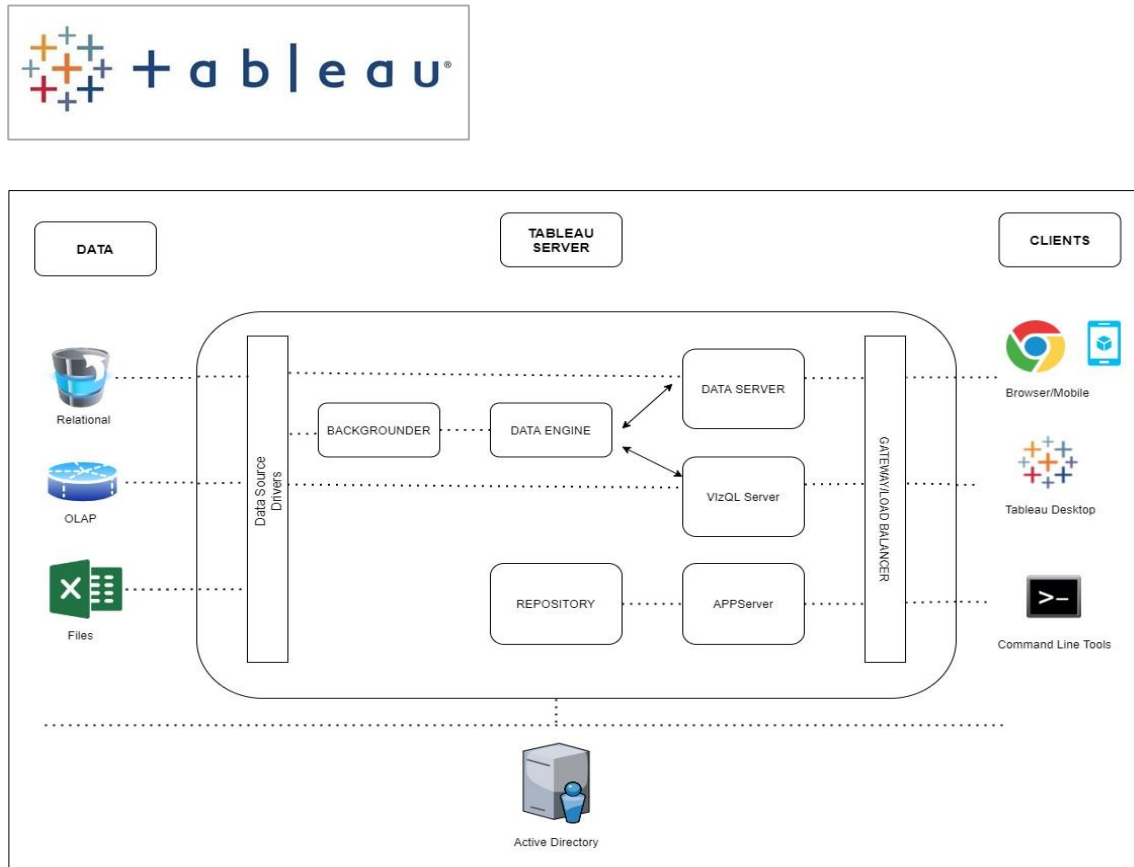 + a b l e a u®
DATA
TABLEAU
SERVER
CLIENTS
Relational
OLAP
Files
Data Source
Drivers
BACKGROUNDER
DATA ENGINE
DATA SERVER
VIzQL Server
REPOSITORY
APPServer
GATEWAY/LOAD BALANCER
Browser/Mobile
Tableau Desktop
>-
Command Line Tools
Active Directory